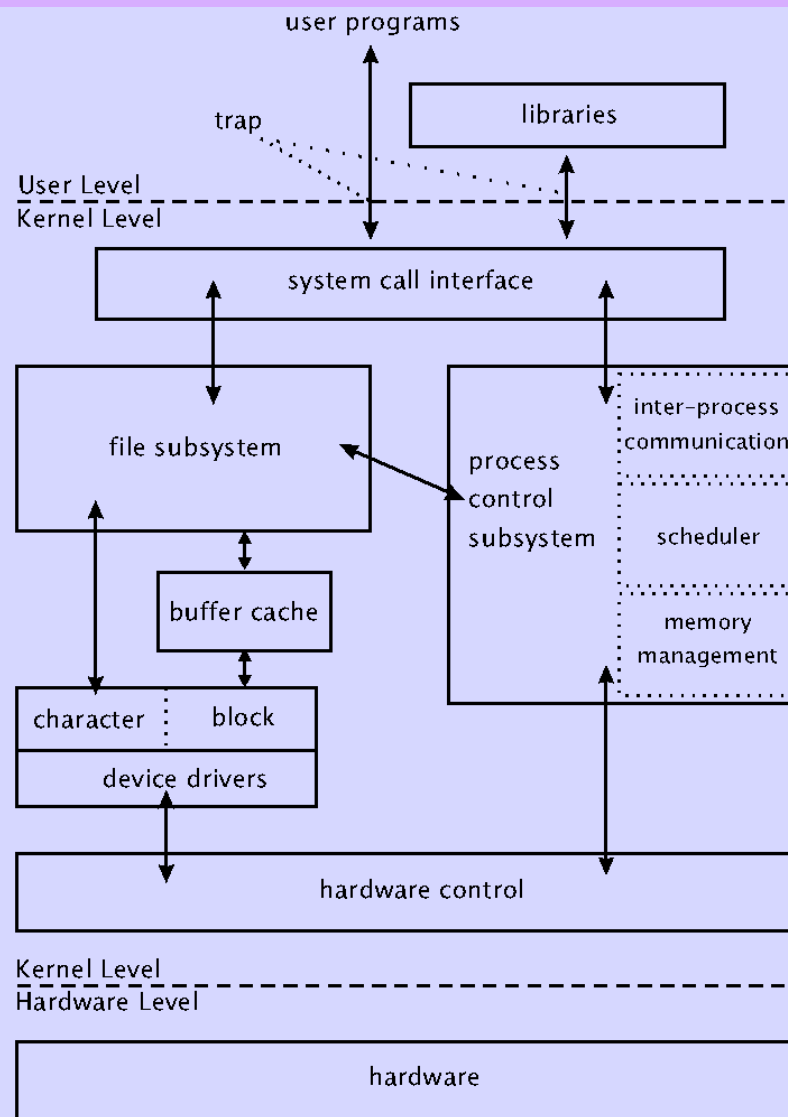 user programs
libraries
trap
User Level
Kernel Level
system call interface
file subsystem
inter-process
communication
process
control
subsystem
scheduler
memory
management
buffer cache
character
block
device drivers
hardware control
Kernel Level
Hardware Level
hardware